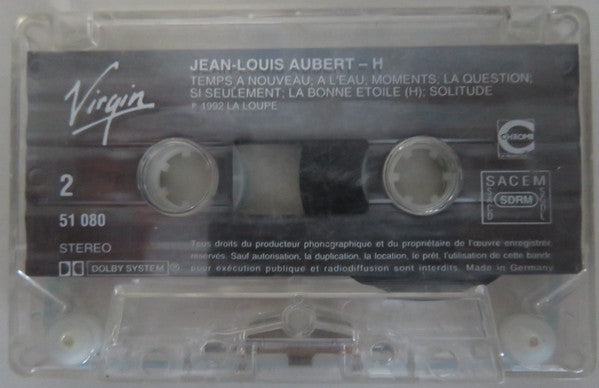 Virgin
JEAN-LOUIS AUBERT – H
TEMPS A NOUVEAU; A L'EAU, MOMENTS; LA QUESTION;
SI SEULEMENT; LA BONNE ETOILE (H); SOLITUDE
℗ 1992 LA LOUPE
CHROME
2
51 080
STEREO
DOLBY SYSTEM ®
SACEM
SDRM
SACD
SGDL
Tous droits du producteur phonographique et du propriétaire de l'œuvre enregistrée
réservés. Sauf autorisation, la duplication, la location, le prêt, l'utilisation de cette bande
pour exécution publique et radiodiffusion sont interdits. Made in Germany